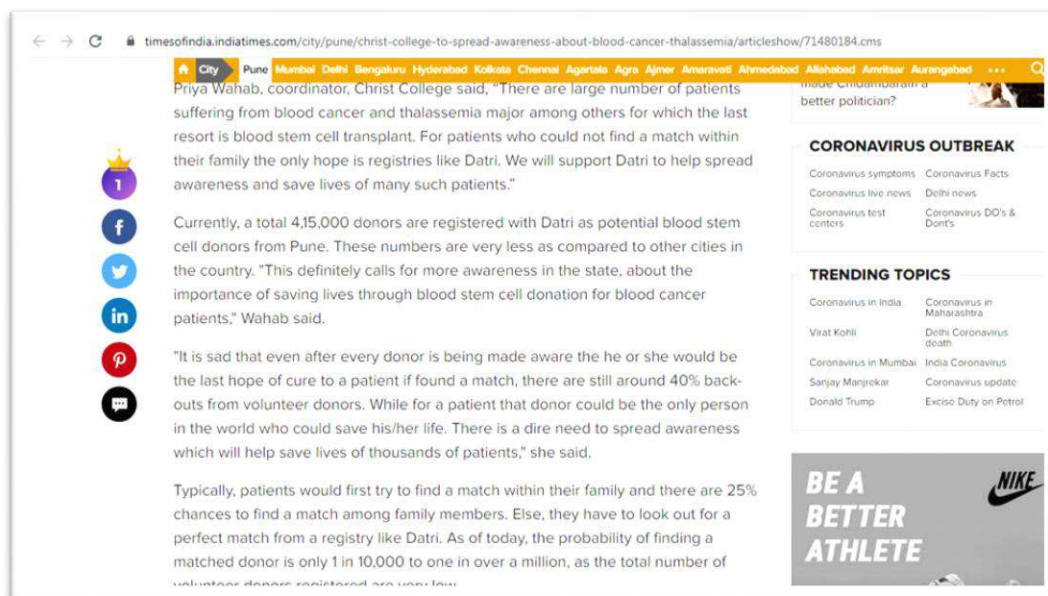 timesofindia.indiatimes.com/city/pune/christ-college-to-spread-awareness-about-blood-cancer-thalassemia/articleshow/71480184.cms
City Pune Mumbai Delhi Bengaluru Hyderabad Kolkata Chennai Agartala Agra Ajmer Amaravati Ahmedabad Allahabad Amritsar Aurangabad
Priya Wahab, coordinator, Christ College said, "There are large number of patients
suffering from blood cancer and thalassemia major among others for which the last
resort is blood stem cell transplant. For patients who could not find a match within
their family the only hope is registries like Datri. We will support Datri to help spread
awareness and save lives of many such patients."
1
f
in
Currently, a total 4,15,000 donors are registered with Datri as potential blood stem
cell donors from Pune. These numbers are very less as compared to other cities in
the country. "This definitely calls for more awareness in the state, about the
importance of saving lives through blood stem cell donation for blood cancer
patients," Wahab said.
"It is sad that even after every donor is being made aware the he or she would be
the last hope of cure to a patient if found a match, there are still around 40% back-
outs from volunteer donors. While for a patient that donor could be the only person
in the world who could save his/her life. There is a dire need to spread awareness
which will help save lives of thousands of patients," she said.
Typically, patients would first try to find a match within their family and there are 25%
chances to find a match among family members. Else, they have to look out for a
perfect match from a registry like Datri. As of today, the probability of finding a
matched donor is only 1 in 10,000 to one in over a million, as the total number of
volunteer donors registered are very low
made Chidambaram a
better politician?
CORONAVIRUS OUTBREAK
Coronavirus symptoms Coronavirus Facts
Coronavirus live news Delhi news
Coronavirus test
centers
Coronavirus DO's &
Dont's
TRENDING TOPICS
Coronavirus in India
Coronavirus in
Maharashtra
Virat Kohli
Delhi Coronavirus
death
Coronavirus in Mumbai India Coronavirus
Sanjay Manjrekar Coronavirus update
Donald Trump Excise Duty on Petrol
BE A
BETTER
ATHLETE
NIKE